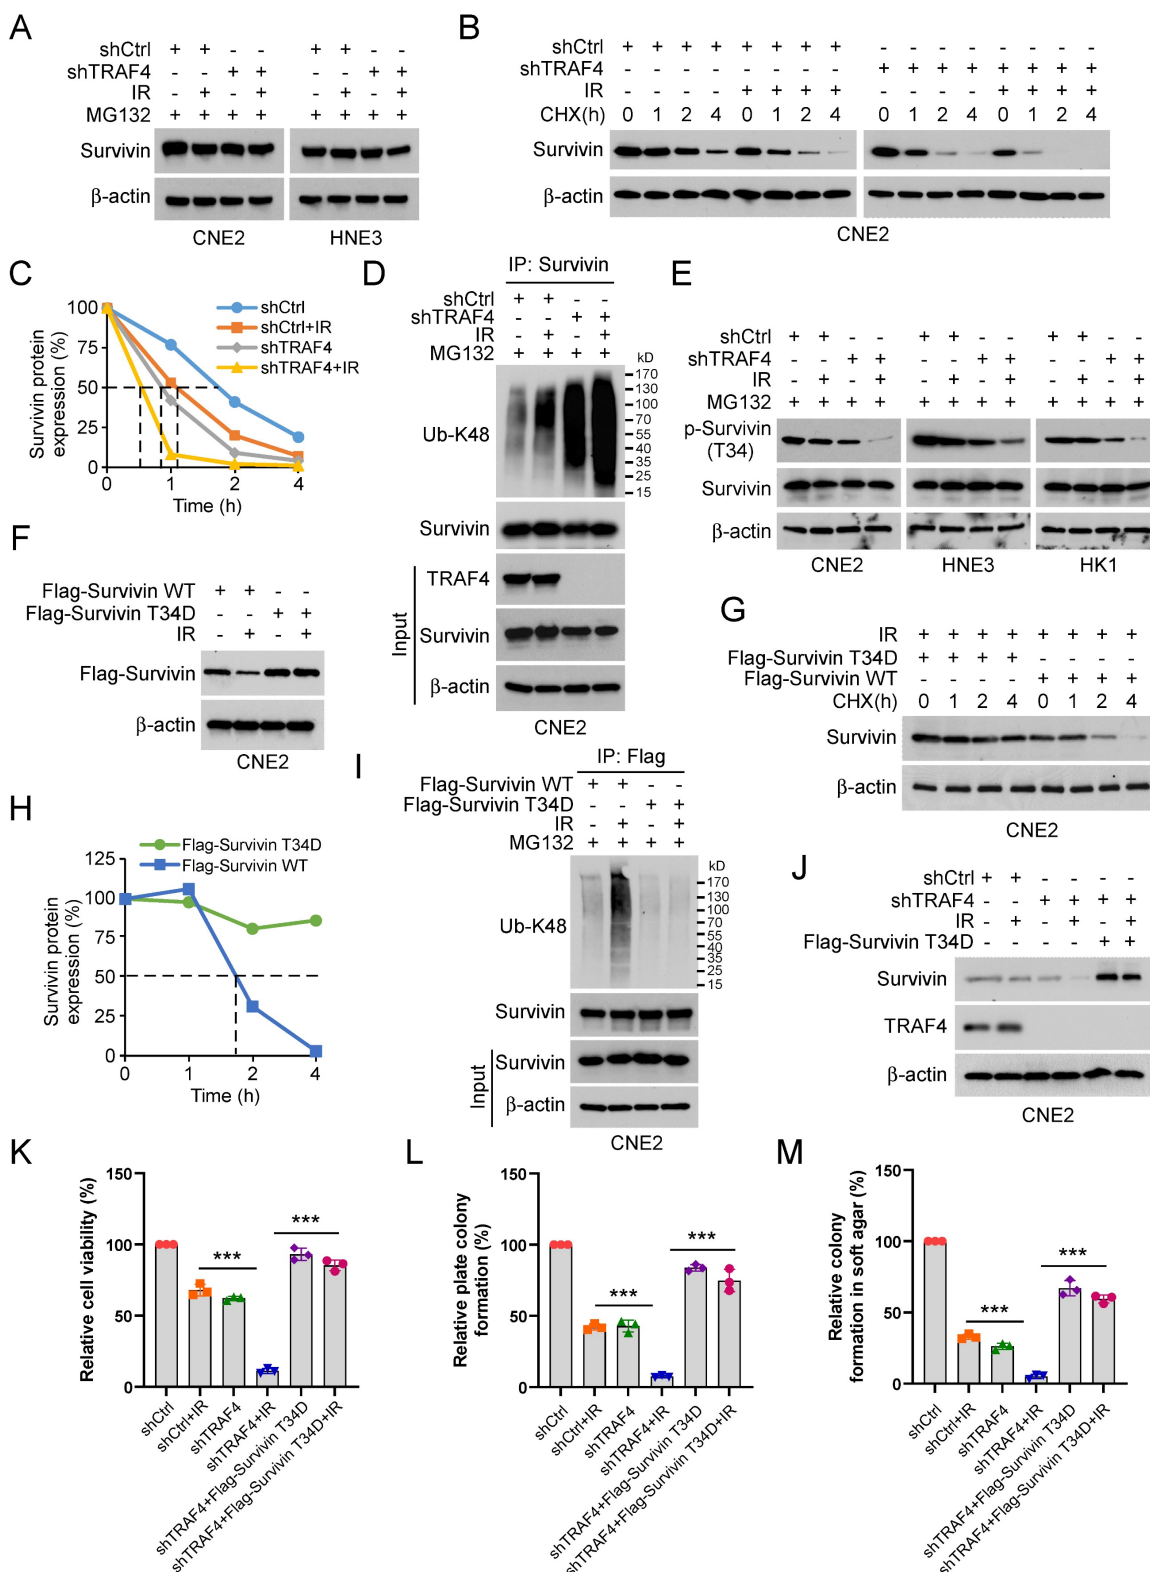 A
shCtrl + + - - + + - -
shTRAF4 - - + + - - + +
IR - + - + - + - +
MG132 + + + + + + + +
Survivin
β-actin
CNE2 HNE3
B
shCtrl + + + + + + + + - - - - - - - -
shTRAF4 - - - - - - - - + + + + + + + +
IR - - - - + + + + - - - - + + + +
CHX(h) 0 1 2 4 0 1 2 4 0 1 2 4 0 1 2 4
Survivin
β-actin
CNE2
C
Survivin protein
expression (%)
100
75
50
25
0
0 1 2 4
Time (h)
shCtrl
shCtrl+IR
shTRAF4
shTRAF4+IR
D
IP: Survivin
shCtrl + + - -
shTRAF4 - - + +
IR - + - +
MG132 + + + +
kD
Ub-K48
170
130
100
70
55
40
35
25
15
Survivin
Input
TRAF4
Survivin
β-actin
CNE2
E
shCtrl + + - - + + - - + + - -
shTRAF4 - - + + - - + + - - + +
IR - + - + - + - + - + - +
MG132 + + + + + + + + + + + +
p-Survivin
(T34)
Survivin
β-actin
CNE2 HNE3 HK1
F
Flag-Survivin WT + + - -
Flag-Survivin T34D - - + +
IR - + - +
Flag-Survivin
β-actin
CNE2
G
IR + + + + + + + +
Flag-Survivin T34D + + + + - - - -
Flag-Survivin WT - - - - + + + +
CHX(h) 0 1 2 4 0 1 2 4
Survivin
β-actin
CNE2
H
Flag-Survivin T34D
Flag-Survivin WT
Survivin protein
expression (%)
125
100
75
50
25
0
0 1 2 4
Time (h)
I
IP: Flag
Flag-Survivin WT + + - -
Flag-Survivin T34D - - + +
IR - + - +
MG132 + + + +
kD
Ub-K48
170
130
100
70
55
40
35
25
15
Survivin
Input
Survivin
β-actin
CNE2
J
shCtrl + + - - - -
shTRAF4 - - + + + +
IR - + - + - +
Flag-Survivin T34D - - - - + +
Survivin
TRAF4
β-actin
CNE2
K
Relative cell viability (%)
150
100
50
0
***
***
shCtrl
shCtrl+IR
shTRAF4
shTRAF4+IR
shTRAF4+Flag-Survivin T34D
shTRAF4+Flag-Survivin T34D+IR
L
Relative plate colony
formation (%)
150
100
50
0
***
***
shCtrl
shCtrl+IR
shTRAF4
shTRAF4+IR
shTRAF4+Flag-Survivin T34D
shTRAF4+Flag-Survivin T34D+IR
M
Relative colony
formation in soft agar (%)
150
100
50
0
***
***
shCtrl
shCtrl+IR
shTRAF4
shTRAF4+IR
shTRAF4+Flag-Survivin T34D
shTRAF4+Flag-Survivin T34D+IR